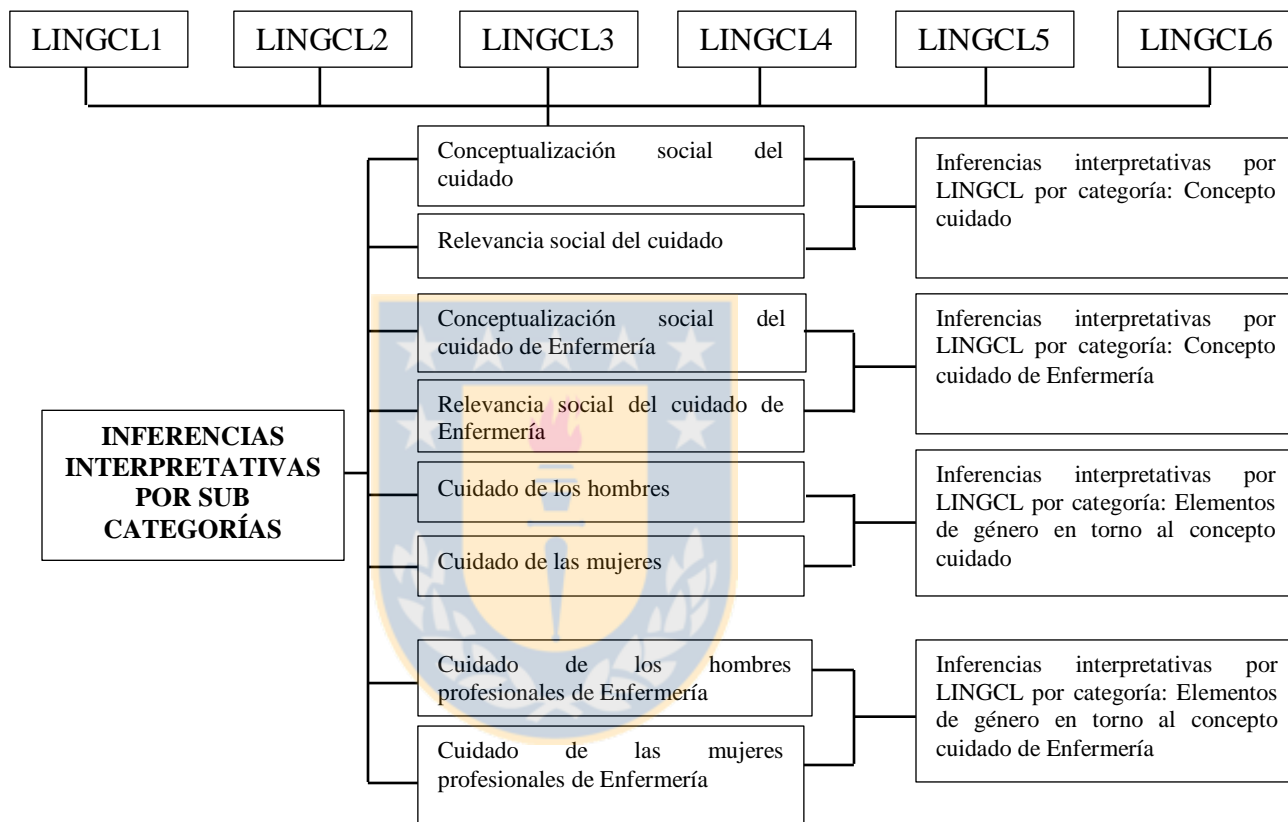 LINGCL1
LINGCL2
LINGCL3
LINGCL4
LINGCL5
LINGCL6
INFERENCIAS
INTERPRETATIVAS
POR SUB
CATEGORÍAS
Conceptualización social del
cuidado
Relevancia social del cuidado
Inferencias interpretativas por
LINGCL por categoría: Concepto
cuidado
Conceptualización social del
cuidado de Enfermería
Relevancia social del cuidado de
Enfermería
Inferencias interpretativas por
LINGCL por categoría: Concepto
cuidado de Enfermería
Cuidado de los hombres
Cuidado de las mujeres
Inferencias interpretativas por
LINGCL por categoría: Elementos
de género en torno al concepto
cuidado
Cuidado de los hombres
profesionales de Enfermería
Cuidado de las mujeres
profesionales de Enfermería
Inferencias interpretativas por
LINGCL por categoría: Elementos
de género en torno al concepto
cuidado de Enfermería